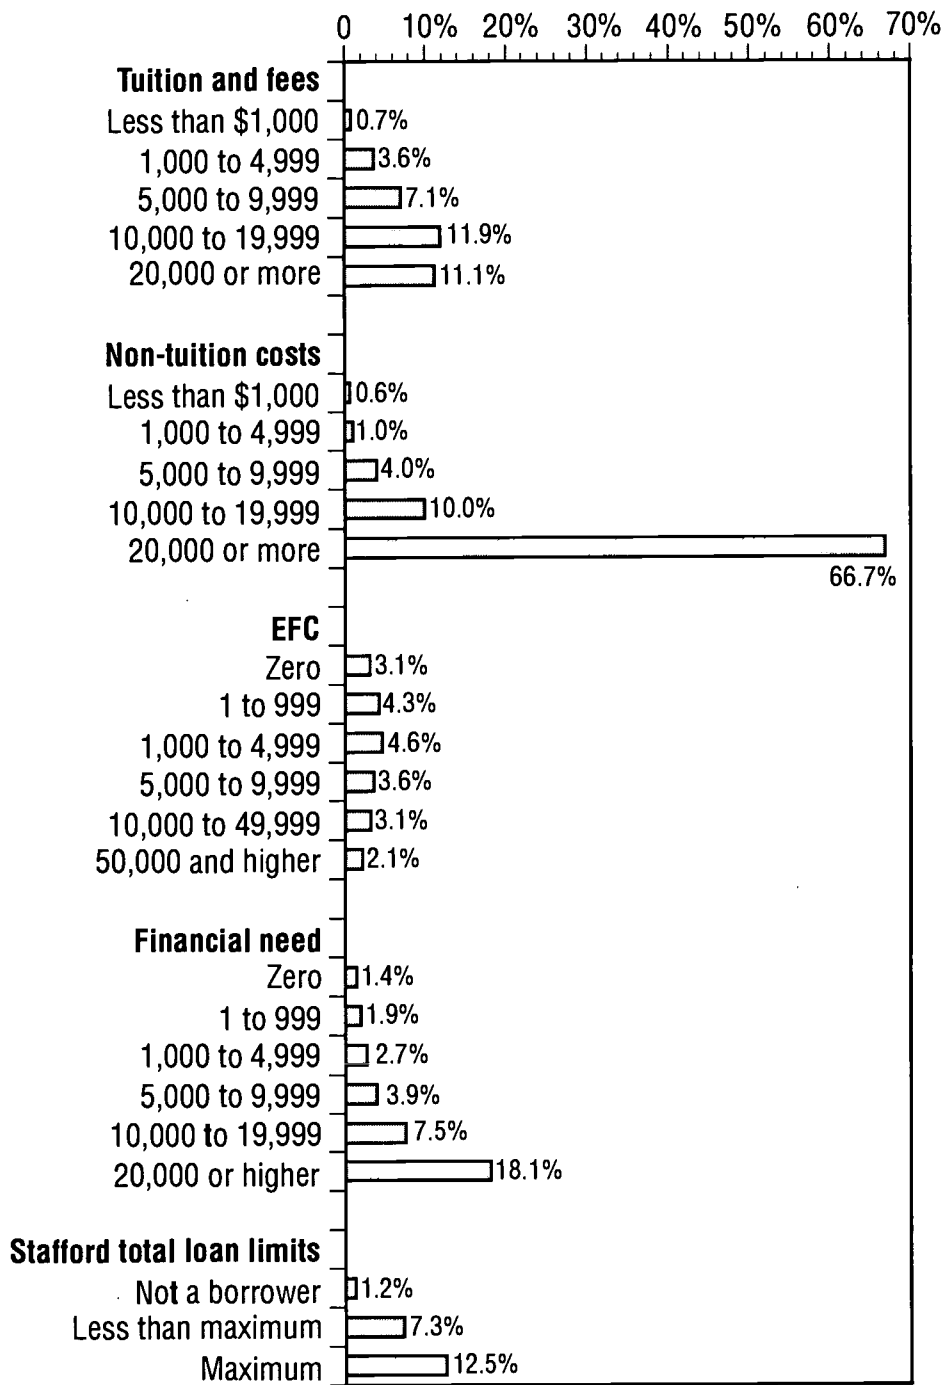 0 10% 20% 30% 40% 50% 60% 70%
Tuition and fees
Less than $1,000 0.7%
1,000 to 4,999 3.6%
5,000 to 9,999 7.1%
10,000 to 19,999 11.9%
20,000 or more 11.1%
Non-tuition costs
Less than $1,000 0.6%
1,000 to 4,999 1.0%
5,000 to 9,999 4.0%
10,000 to 19,999 10.0%
20,000 or more
66.7%
EFC
Zero 3.1%
1 to 999 4.3%
1,000 to 4,999 4.6%
5,000 to 9,999 3.6%
10,000 to 49,999 3.1%
50,000 and higher 2.1%
Financial need
Zero 1.4%
1 to 999 1.9%
1,000 to 4,999 2.7%
5,000 to 9,999 3.9%
10,000 to 19,999 7.5%
20,000 or higher 18.1%
Stafford total loan limits
Not a borrower 1.2%
Less than maximum 7.3%
Maximum 12.5%